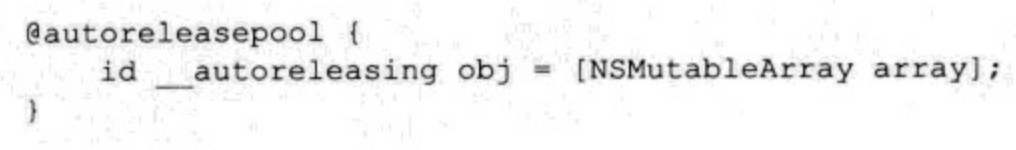 @autoreleasepool {
    id __autoreleasing obj = [NSMutableArray array];
}